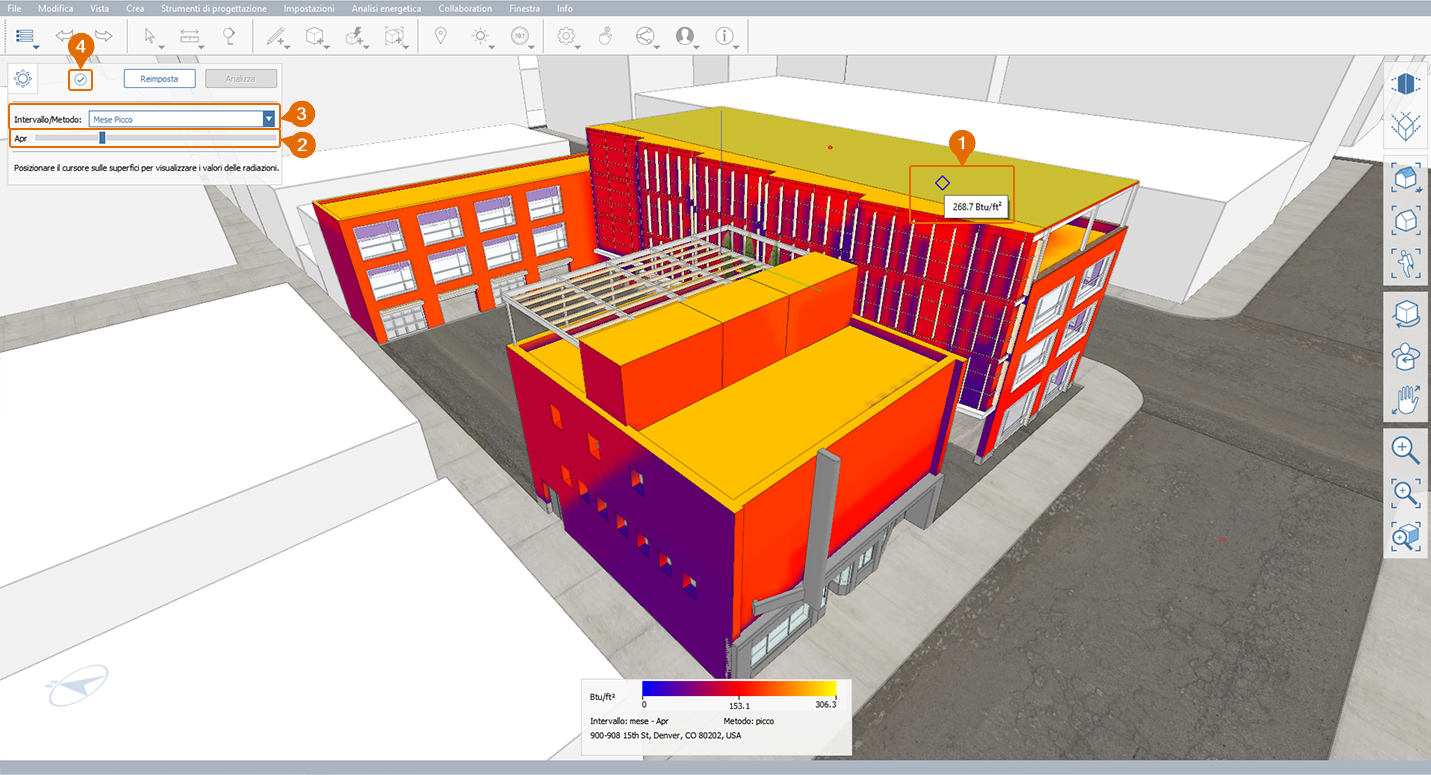 File Modifica Vista Crea Strumenti di progettazione Impostazioni Analisi energetica Collaboration Finestra Info
4
Reimposta Analizza
Intervallo/Metodo: Mese Picco
3
Apr
2
Posizionare il cursore sulle superfici per visualizzare i valori delle radiazioni.
1
268.7 Btu/ft²
Btu/ft²
0 153.1 306.3
Intervallo: mese - Apr Metodo: picco
900-908 15th St, Denver, CO 80202, USA